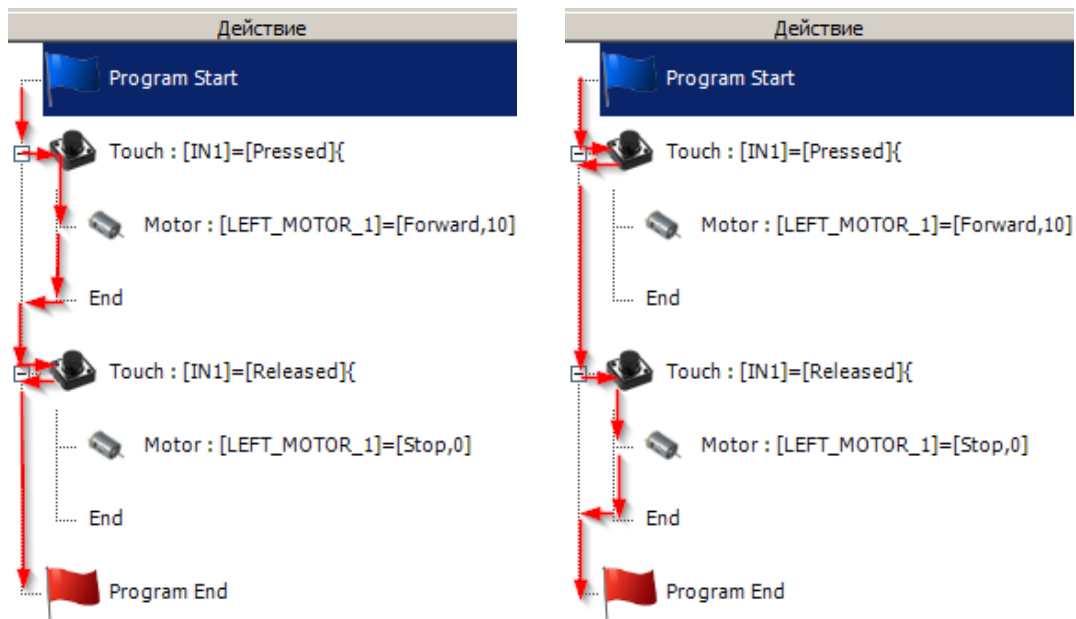 Действие
Program Start
Touch : [IN1]=[Pressed]{
Motor : [LEFT_MOTOR_1]=[Forward,10]
End
Touch : [IN1]=[Released]{
Motor : [LEFT_MOTOR_1]=[Stop,0]
End
Program End
Действие
Program Start
Touch : [IN1]=[Pressed]{
Motor : [LEFT_MOTOR_1]=[Forward,10]
End
Touch : [IN1]=[Released]{
Motor : [LEFT_MOTOR_1]=[Stop,0]
End
Program End